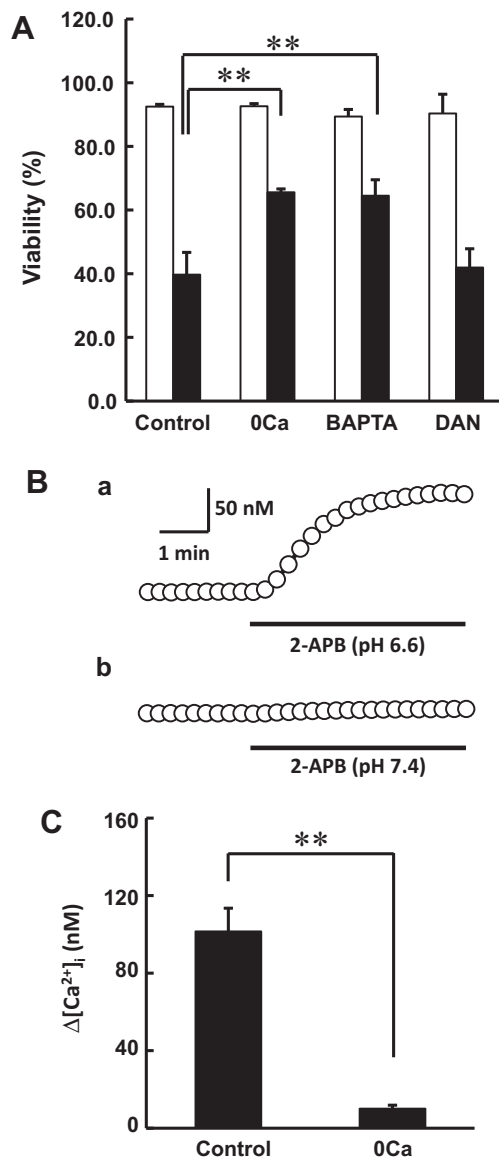 A
120.0
100.0
80.0
60.0
40.0
20.0
0.0
Viability (%)
**
**
Control 0Ca BAPTA DAN
B
a
50 nM
1 min
2-APB (pH 6.6)
b
2-APB (pH 7.4)
C
160
120
80
40
0
Δ[Ca²⁺]ᵢ (nM)
**
Control 0Ca